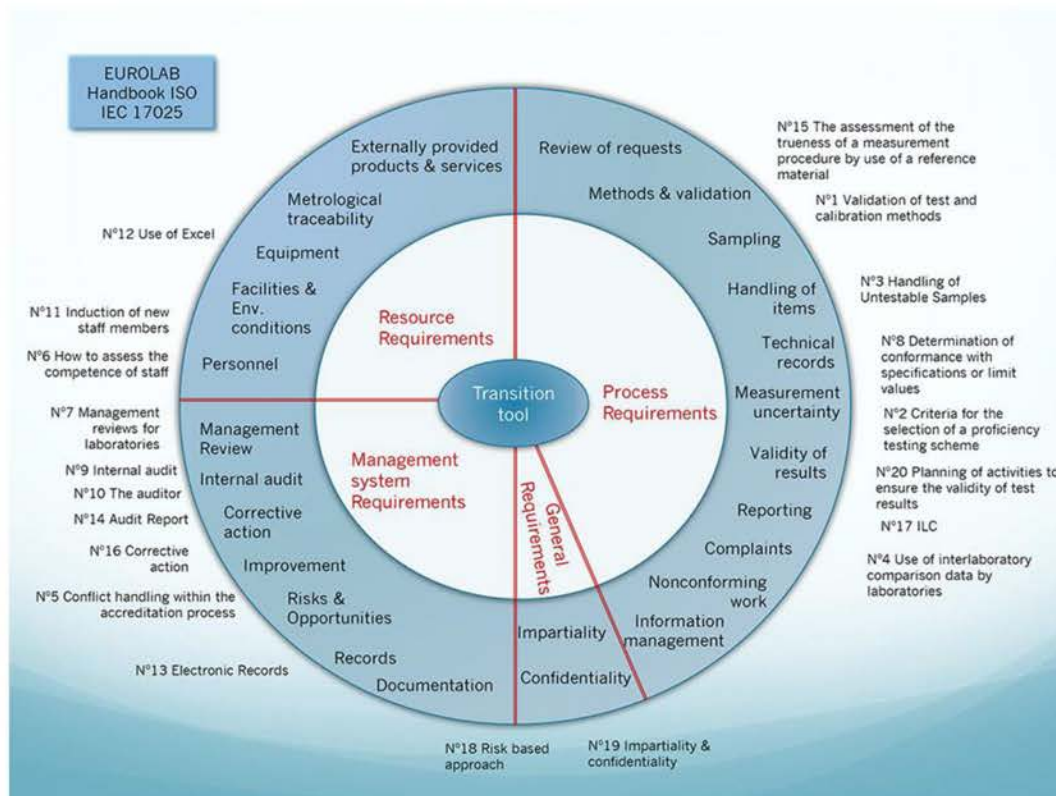 EUROLAB
Handbook ISO
IEC 17025
Externally provided
products & services
Metrological
traceability
Equipment
Facilities &
Env.
conditions
Personnel
Review of requests
Methods & validation
Sampling
Handling
of items
Technical
records
Measurement
uncertainty
Validity of
results
Reporting
Complaints
Nonconforming
work
Information
management
Impartiality
Confidentiality
Management
Review
Internal audit
Corrective
action
Improvement
Risks &
Opportunities
Records
Documentation
Resource
Requirements
Process
Requirements
Management
system
Requirements
General
Requirements
Transition
tool
N°12 Use of Excel
N°11 Induction of new
staff members
N°6 How to assess the
competence of staff
N°7 Management
reviews for
laboratories
N°9 Internal audit
N°10 The auditor
N°14 Audit Report
N°16 Corrective
action
N°5 Conflict handling within the
accreditation process
N°13 Electronic Records
N°18 Risk based
approach
N°19 Impartiality &
confidentiality
N°15 The assessment of the
trueness of a measurement
procedure by use of a reference
material
N°1 Validation of test and
calibration methods
N°3 Handling of
Untestable Samples
N°8 Determination of
conformance with
specifications or limit
values
N°2 Criteria for the
selection of a proficiency
testing scheme
N°20 Planning of activities to
ensure the validity of test
results
N°17 ILC
N°4 Use of interlaboratory
comparison data by
laboratories